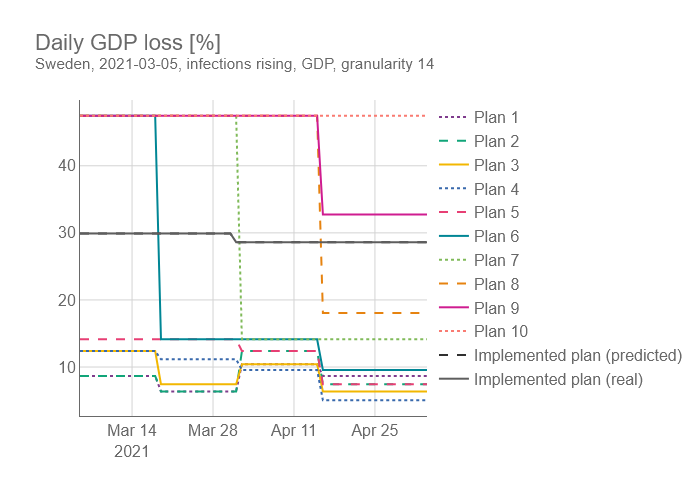 Daily GDP loss [%]
Sweden, 2021-03-05, infections rising, GDP, granularity 14
40
30
20
10
Mar 14
2021
Mar 28
Apr 11
Apr 25
Plan 1
Plan 2
Plan 3
Plan 4
Plan 5
Plan 6
Plan 7
Plan 8
Plan 9
Plan 10
Implemented plan (predicted)
Implemented plan (real)